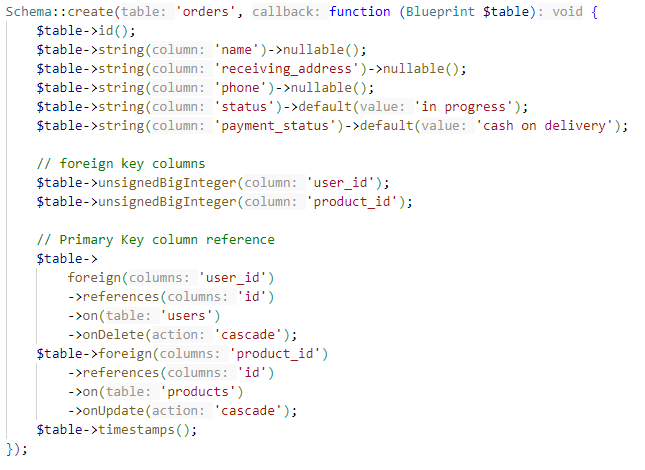 Schema::create(table: 'orders', callback: function (Blueprint $table): void {
    $table->id();
    $table->string(column: 'name')->nullable();
    $table->string(column: 'receiving_address')->nullable();
    $table->string(column: 'phone')->nullable();
    $table->string(column: 'status')->default(value: 'in progress');
    $table->string(column: 'payment_status')->default(value: 'cash on delivery');
    // foreign key columns
    $table->unsignedBigInteger(column: 'user_id');
    $table->unsignedBigInteger(column: 'product_id');
    // Primary Key column reference
    $table->
        foreign(columns: 'user_id')
        ->references(columns: 'id')
        ->on(table: 'users')
        ->onDelete(action: 'cascade');
    $table->foreign(columns: 'product_id')
        ->references(columns: 'id')
        ->on(table: 'products')
        ->onUpdate(action: 'cascade');
    $table->timestamps();
});